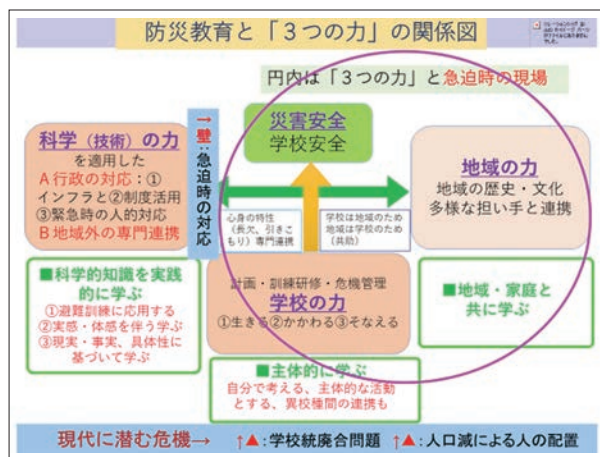 防災教育と「３つの力」の関係図
円内は「３つの力」と急迫時の現場
災害安全
学校安全
科学（技術）の力
を適用した
A行政の対応：①
インフラと②制度活用
③緊急時の人的対応
B地域外の専門連携
→壁：急迫時の対応
地域の力
地域の歴史・文化
多様な担い手と連携
心身の特性
（長欠、引きこ
もり）専門連携
学校は地域のため
地域は学校のため
（共助）
計画・訓練研修・危機管理
学校の力
①生きる②かかわる③そなえる
■科学的知識を実践
的に学ぶ
①避難訓練に応用する
②実感・体感を伴う学ぶ
③現実・事実、具体性に
基づいて学ぶ
■地域・家庭と
共に学ぶ
■主体的に学ぶ
自分で考える、主体的な活動
とする、異校種間の連携も
現代に潜む危機→ ↑▲:学校統廃合問題 ↑▲:人口減による人の配置